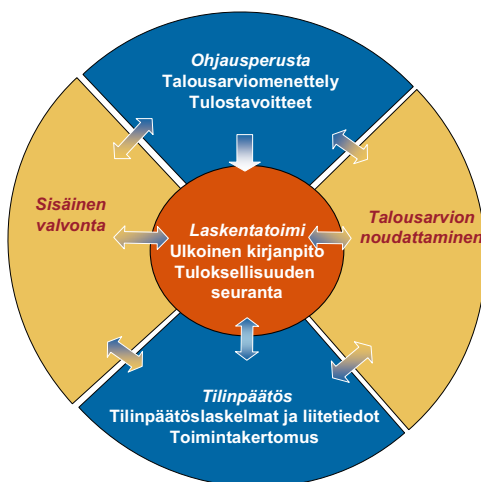 Ohjausperusta
Talousarviomenettely
Tulostavoitteet
Sisäinen
valvonta
Laskentatoimi
Ulkoinen kirjanpito
Tuloksellisuuden
seuranta
Talousarvion
noudattaminen
Tilinpäätös
Tilinpäätöslaskelmat ja liitetiedot
Toimintakertomus